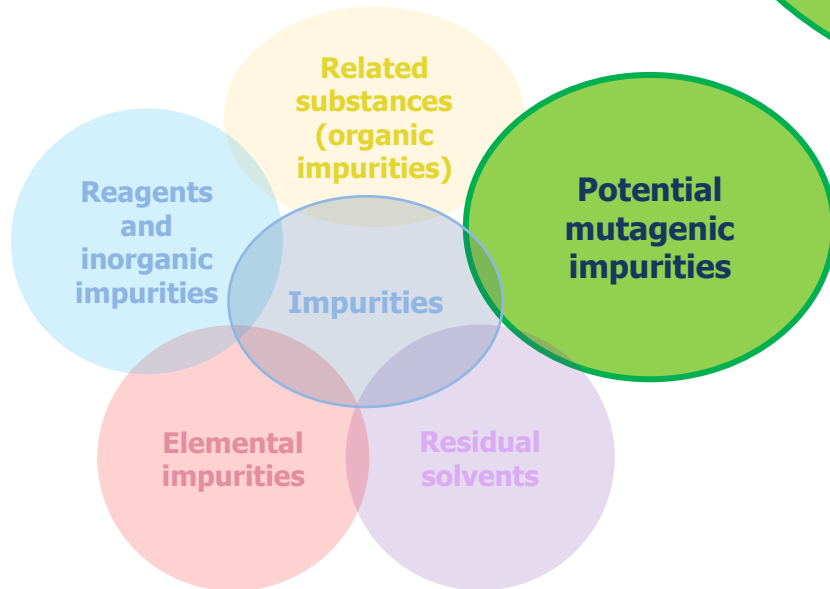 Related
substances
(organic
impurities)
Potential
mutagenic
impurities
Reagents
and
inorganic
impurities
Impurities
Elemental
impurities
Residual
solvents